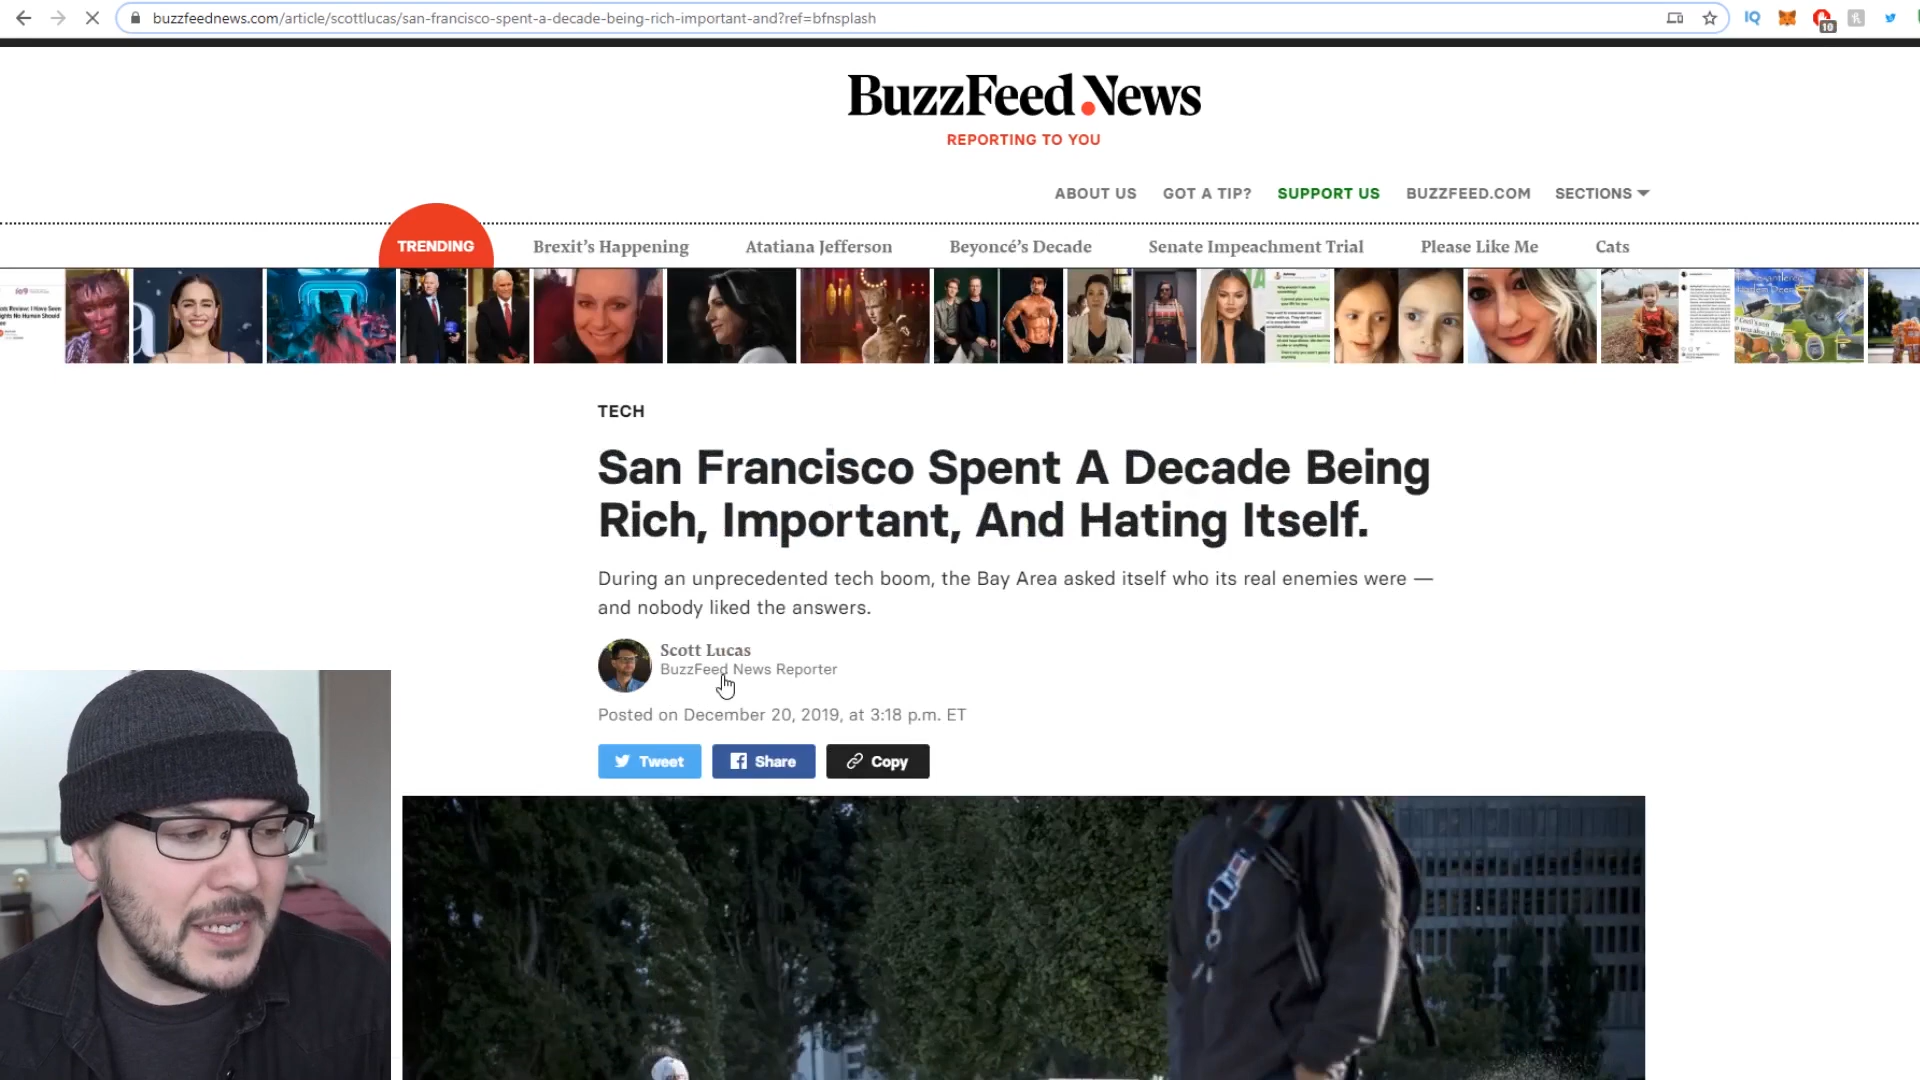 buzzfeednews.com/article/scottlucas/san-francisco-spent-a-decade-being-rich-important-and?ref=bfnsplash
IQ
10
BuzzFeed News
REPORTING TO YOU
ABOUT US GOT A TIP? SUPPORT US BUZZFEED.COM SECTIONS
TRENDING Brexit's Happening Atatiana Jefferson Beyoncé's Decade Senate Impeachment Trial Please Like Me Cats
TECH
San Francisco Spent A Decade Being
Rich, Important, And Hating Itself.
During an unprecedented tech boom, the Bay Area asked itself who its real enemies were —
and nobody liked the answers.
Scott Lucas
BuzzFeed News Reporter
Posted on December 20, 2019, at 3:18 p.m. ET
Tweet Share Copy